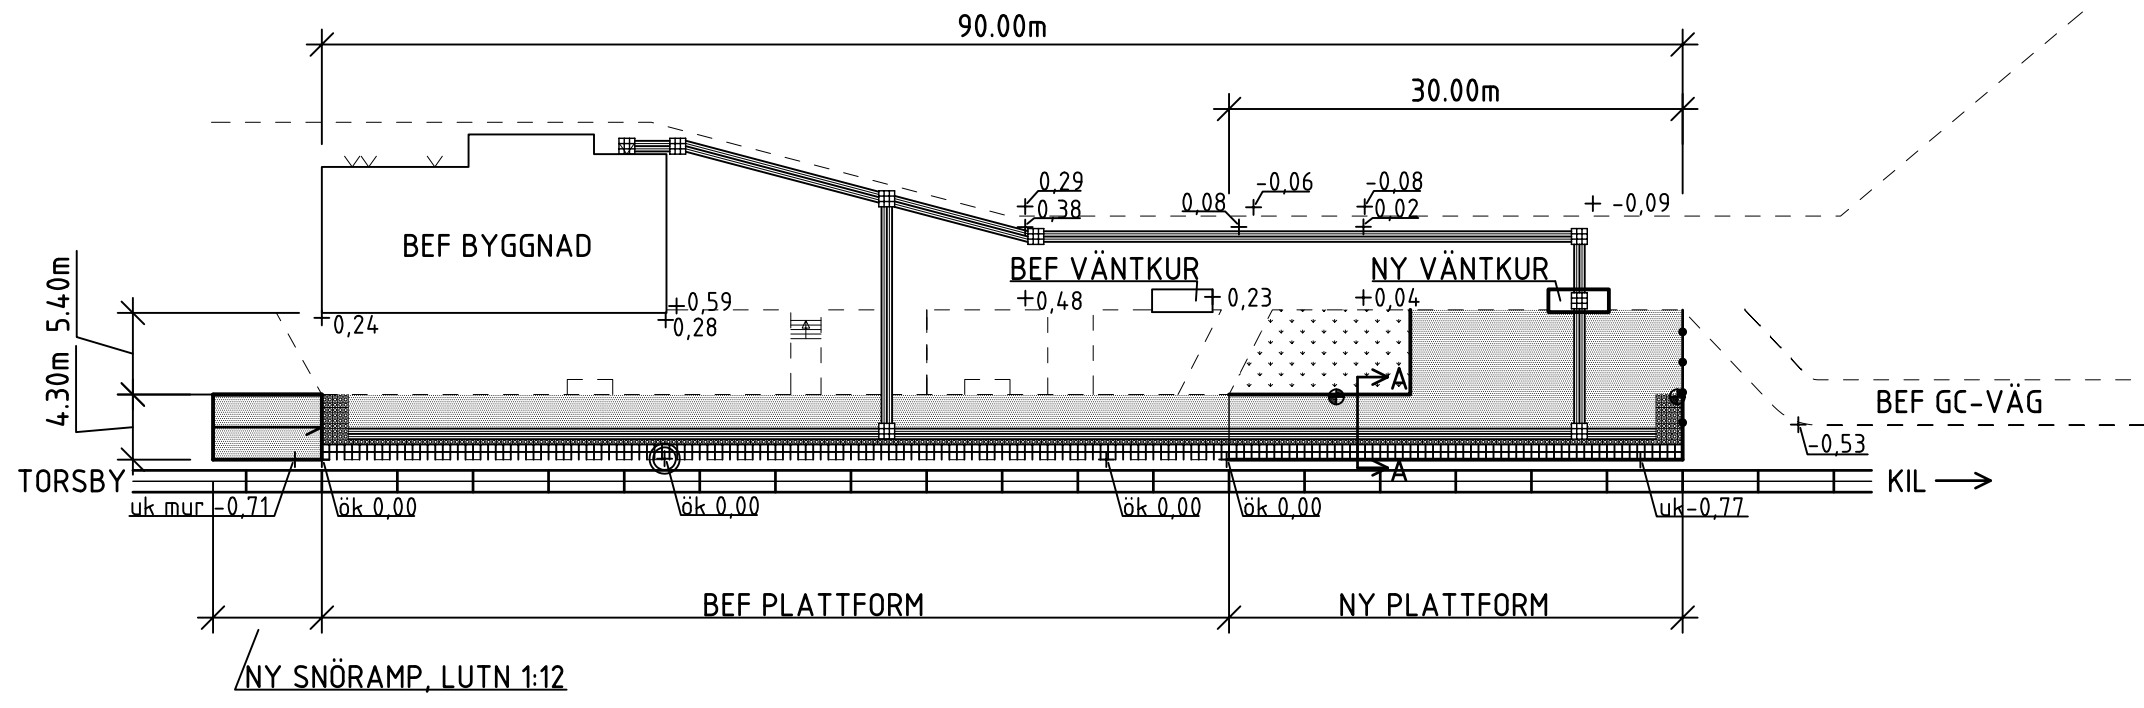 90.00m
30.00m
0,29
-0,06
-0,08
0,38
0,08
0,02
-0,09
BEF BYGGNAD
BEF VÄNTKUR
NY VÄNTKUR
5.40m
0,59
0,48
0,23
0,04
0,24
0,28
4.30m
A
BEF GC-VÄG
-0,53
TORSBY
A
KIL
uk mur -0,71
ök 0,00
ök 0,00
ök 0,00
ök 0,00
uk-0,77
BEF PLATTFORM
NY PLATTFORM
NY SNÖRAMP, LUTN 1:12